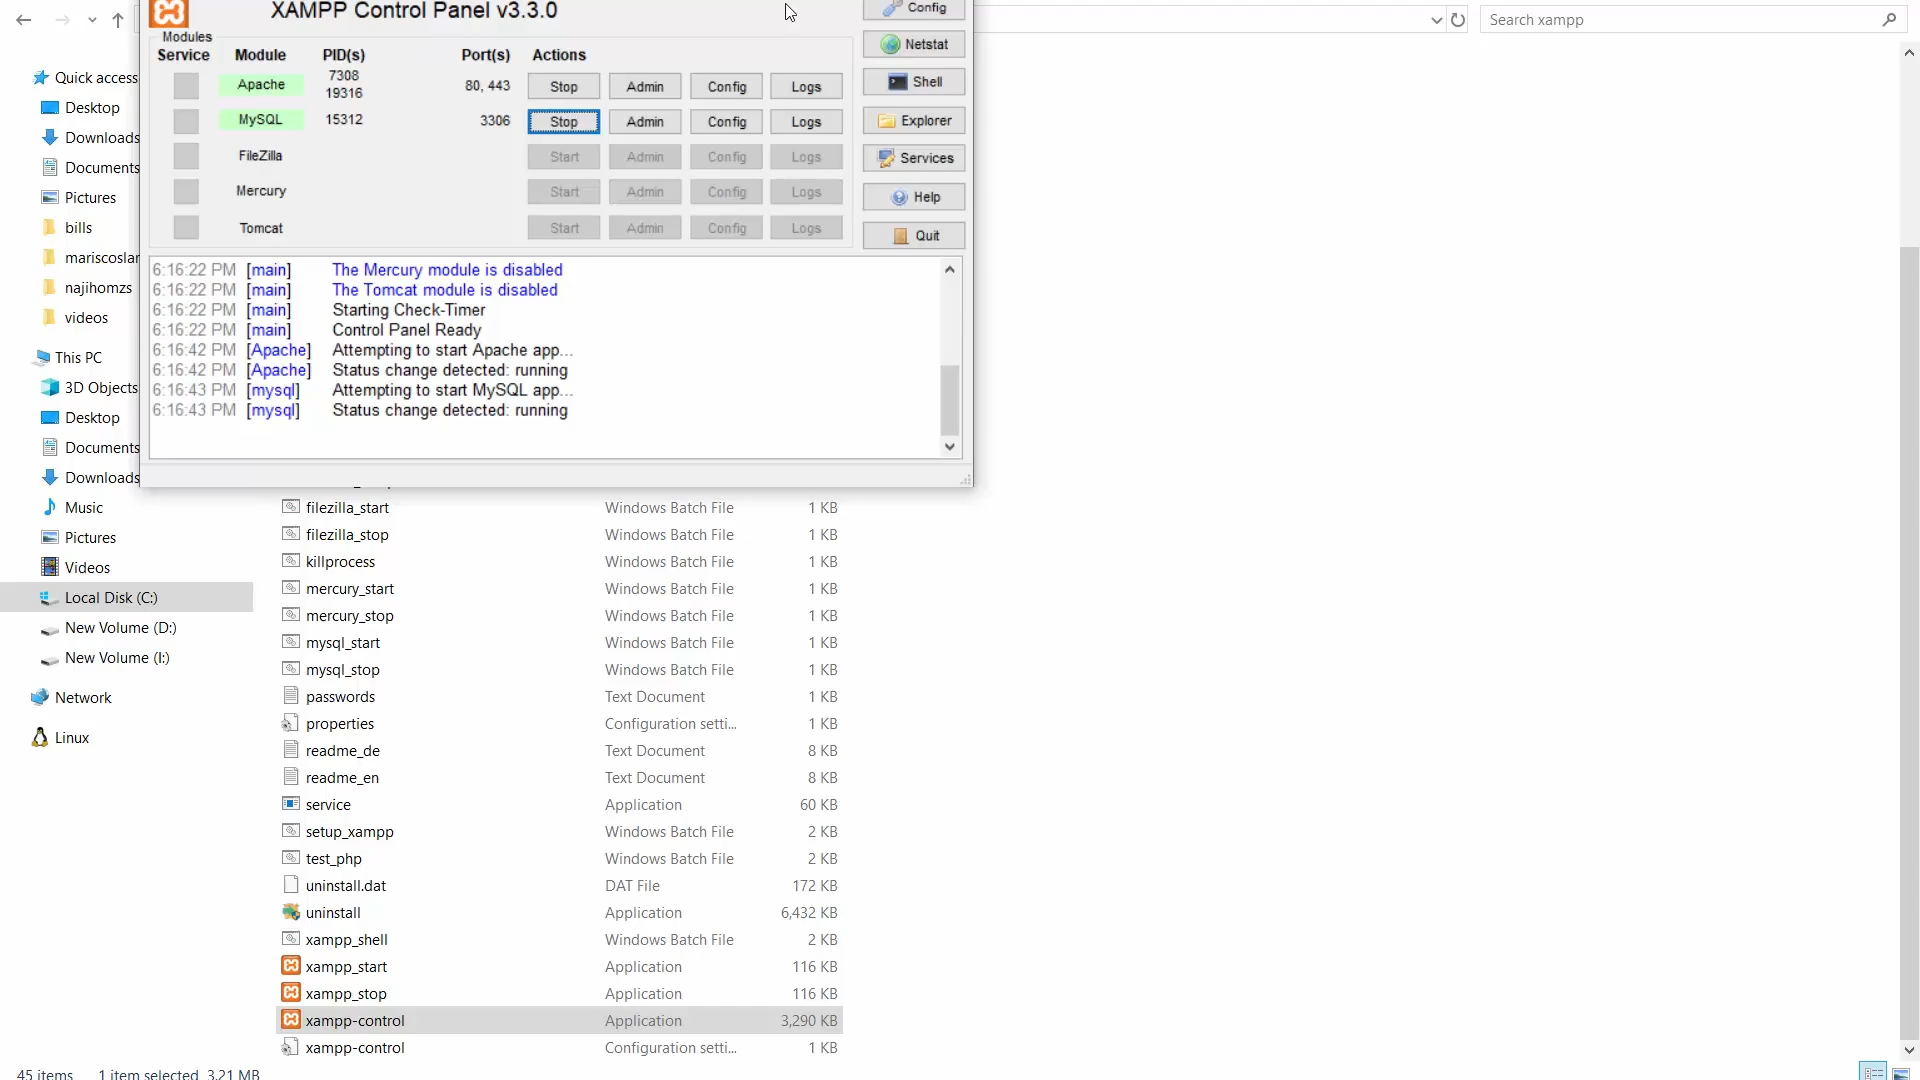 XAMPP Control Panel v3.3.0
Config
Search xampp
Modules
Service Module PID(s) Port(s) Actions
Netstat
Apache 7308 19316 80, 443 Stop Admin Config Logs
Shell
MySQL 15312 3306 Stop Admin Config Logs
Explorer
FileZilla Start Admin Config Logs
Services
Mercury Start Admin Config Logs
Help
Tomcat Start Admin Config Logs
Quit
6:16:22 PM [main] The Mercury module is disabled
6:16:22 PM [main] The Tomcat module is disabled
6:16:22 PM [main] Starting Check-Timer
6:16:22 PM [main] Control Panel Ready
6:16:42 PM [Apache] Attempting to start Apache app...
6:16:42 PM [Apache] Status change detected: running
6:16:43 PM [mysql] Attempting to start MySQL app...
6:16:43 PM [mysql] Status change detected: running
Quick access
Desktop
Downloads
Documents
Pictures
bills
mariscoslar
najihomzs
videos
This PC
3D Objects
Desktop
Documents
Downloads
Music
Pictures
Videos
Local Disk (C:)
New Volume (D:)
New Volume (I:)
Network
Linux
filezilla_start Windows Batch File 1 KB
filezilla_stop Windows Batch File 1 KB
killprocess Windows Batch File 1 KB
mercury_start Windows Batch File 1 KB
mercury_stop Windows Batch File 1 KB
mysql_start Windows Batch File 1 KB
mysql_stop Windows Batch File 1 KB
passwords Text Document 1 KB
properties Configuration setti... 1 KB
readme_de Text Document 8 KB
readme_en Text Document 8 KB
service Application 60 KB
setup_xampp Windows Batch File 2 KB
test_php Windows Batch File 2 KB
uninstall.dat DAT File 172 KB
uninstall Application 6,432 KB
xampp_shell Windows Batch File 2 KB
xampp_start Application 116 KB
xampp_stop Application 116 KB
xampp-control Application 3,290 KB
xampp-control Configuration setti... 1 KB
45 items 1 item selected 3.21 MB